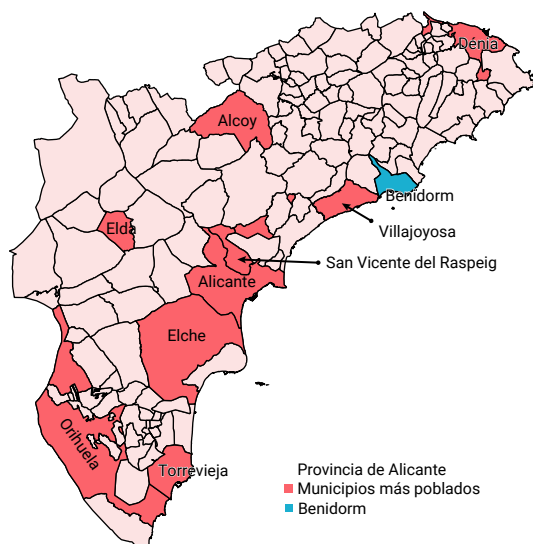 Dénia
Alcoy
Benidorm
Elda
Villajoyosa
San Vicente del Raspeig
Alicante
Elche
Orihuela
Torrevieja
Provincia de Alicante
Municipios más poblados
Benidorm